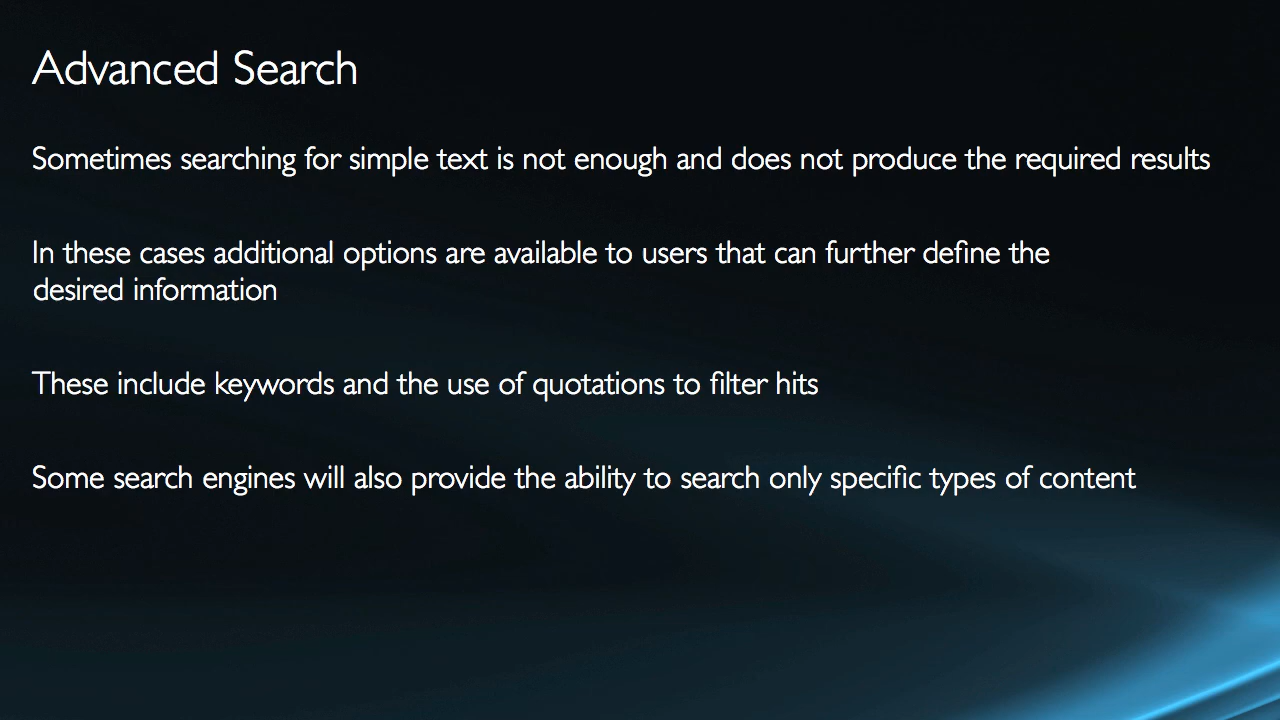 Advanced Search
Sometimes searching for simple text is not enough and does not produce the required results
In these cases additional options are available to users that can further define the
desired information
These include keywords and the use of quotations to filter hits
Some search engines will also provide the ability to search only specific types of content